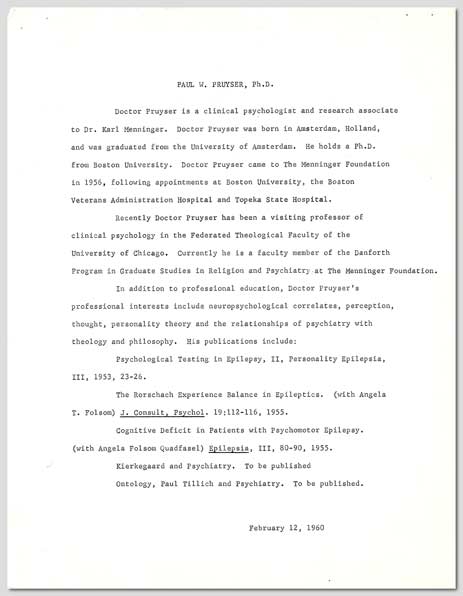 PAUL W. PRUYSER, Ph.D.
Doctor Pruyser is a clinical psychologist and research associate
to Dr. Karl Menninger. Doctor Pruyser was born in Amsterdam, Holland,
and was graduated from the University of Amsterdam. He holds a Ph.D.
from Boston University. Doctor Pruyser came to The Menninger Foundation
in 1956, following appointments at Boston University, the Boston
Veterans Administration Hospital and Topeka State Hospital.
Recently Doctor Pruyser has been a visiting professor of
clinical psychology in the Federated Theological Faculty of the
University of Chicago. Currently he is a faculty member of the Danforth
Program in Graduate Studies in Religion and Psychiatry at The Menninger Foundation.
In addition to professional education, Doctor Pruyser's
professional interests include neuropsychological correlates, perception,
thought, personality theory and the relationships of psychiatry with
theology and philosophy. His publications include:
Psychological Testing in Epilepsy, II, Personality Epilepsia,
III, 1953, 23-26.
The Rorschach Experience Balance in Epileptics. (with Angela
T. Folsom) J. Consult, Psychol. 19:112-116, 1955.
Cognitive Deficit in Patients with Psychomotor Epilepsy.
(with Angela Folsom Quadfasel) Epilepsia, III, 80-90, 1955.
Kierkegaard and Psychiatry. To be published
Ontology, Paul Tillich and Psychiatry. To be published.
February 12, 1960